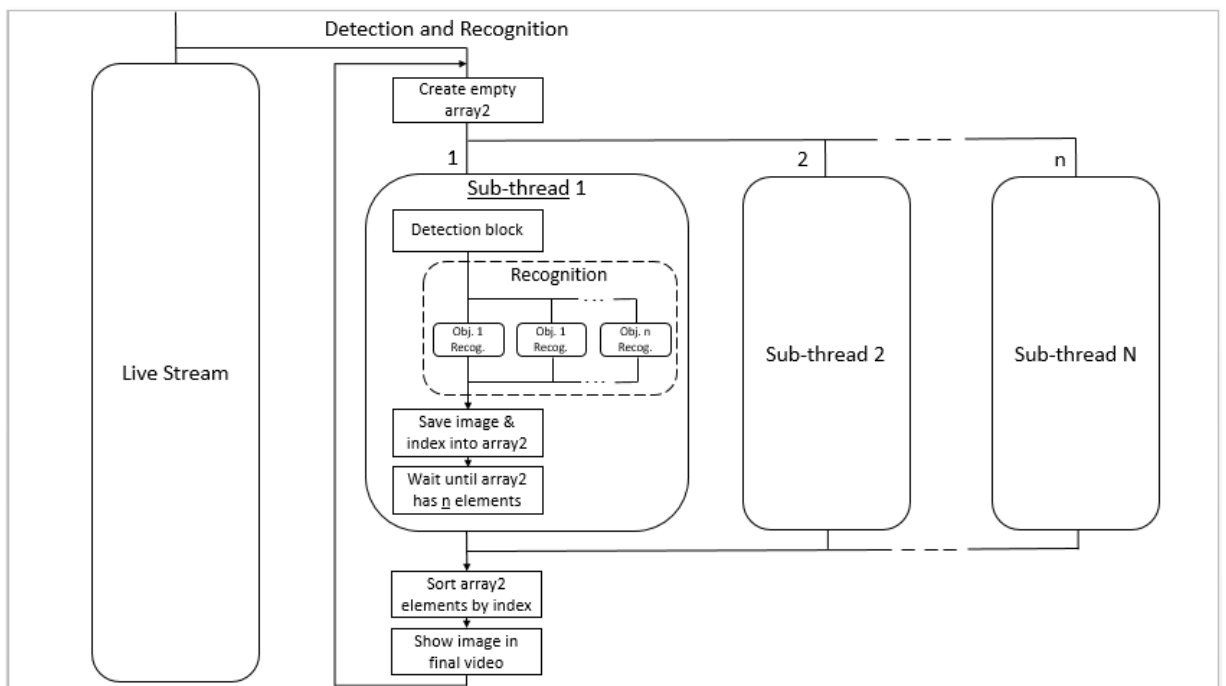 Detection and Recognition
Create empty
array2
1
2
n
Sub-thread 1
Detection block
Recognition
Obj. 1
Recog.
Obj. 1
Recog.
...
Obj. n
Recog.
...
Save image &
index into array2
Wait until array2
has n elements
Live Stream
Sub-thread 2
Sub-thread N
Sort array2
elements by index
Show image in
final video